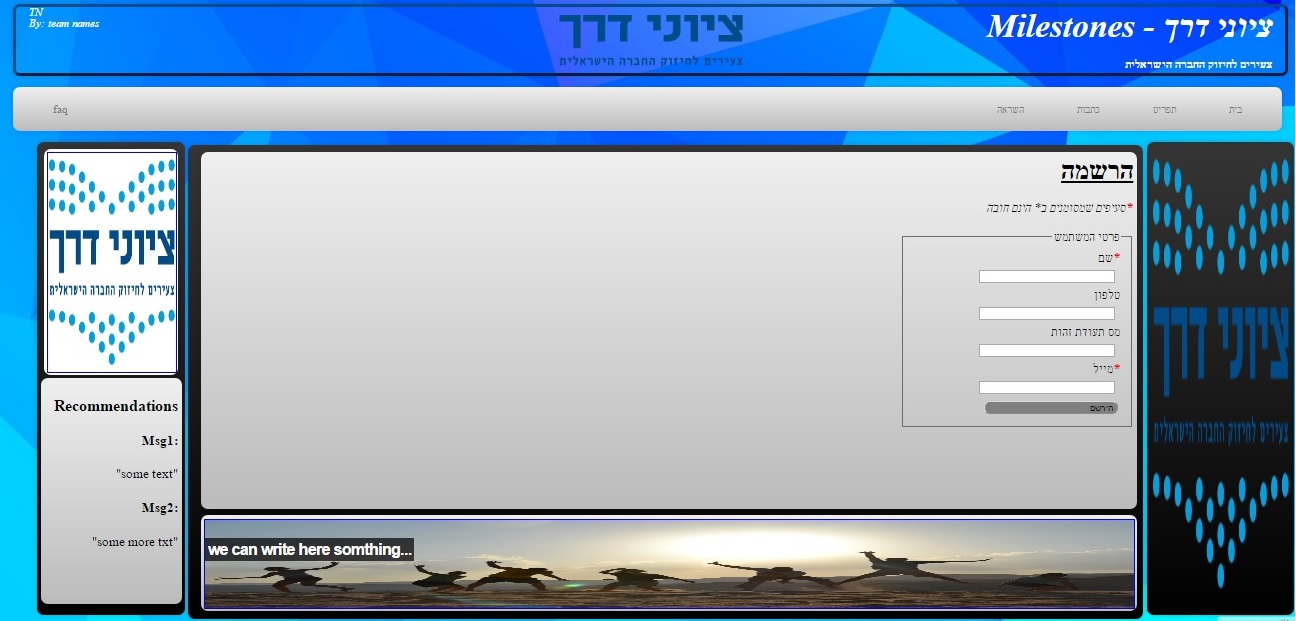 TN
By: team names
ציוני דרך
צעירים לחיזוק החברה הישראלית
ציוני דרך - Milestones
צעירים לחיזוק החברה הישראלית
בית
תפריט
כתבות
השראה
faq
ציוני דרך
צעירים לחיזוק החברה הישראלית
הרשמה
*סעיפים שמסומנים ב* הינם חובה
פרטי המשתמש
*שם
טלפון
מס תעודת זהות
*מייל
הירשם
ציוני דרך
צעירים לחיזוק החברה הישראלית
Recommendations
Msg1:
"some text"
Msg2:
"some more txt"
we can write here somthing...